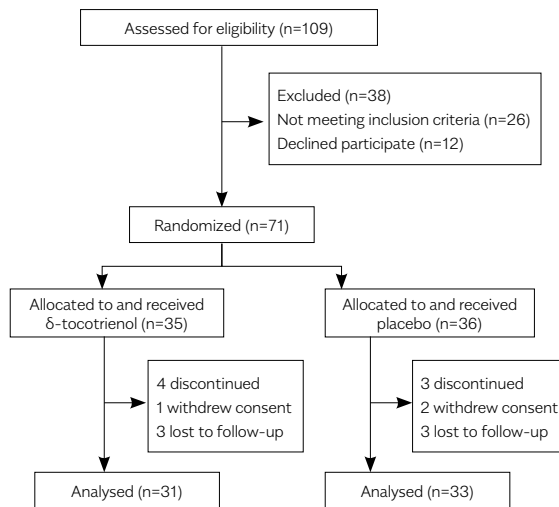 Assessed for eligibility (n=109)
Excluded (n=38)
Not meeting inclusion criteria (n=26)
Declined participate (n=12)
Randomized (n=71)
Allocated to and received
δ-tocotrienol (n=35)
Allocated to and received
placebo (n=36)
4 discontinued
1 withdrew consent
3 lost to follow-up
3 discontinued
2 withdrew consent
3 lost to follow-up
Analysed (n=31)
Analysed (n=33)